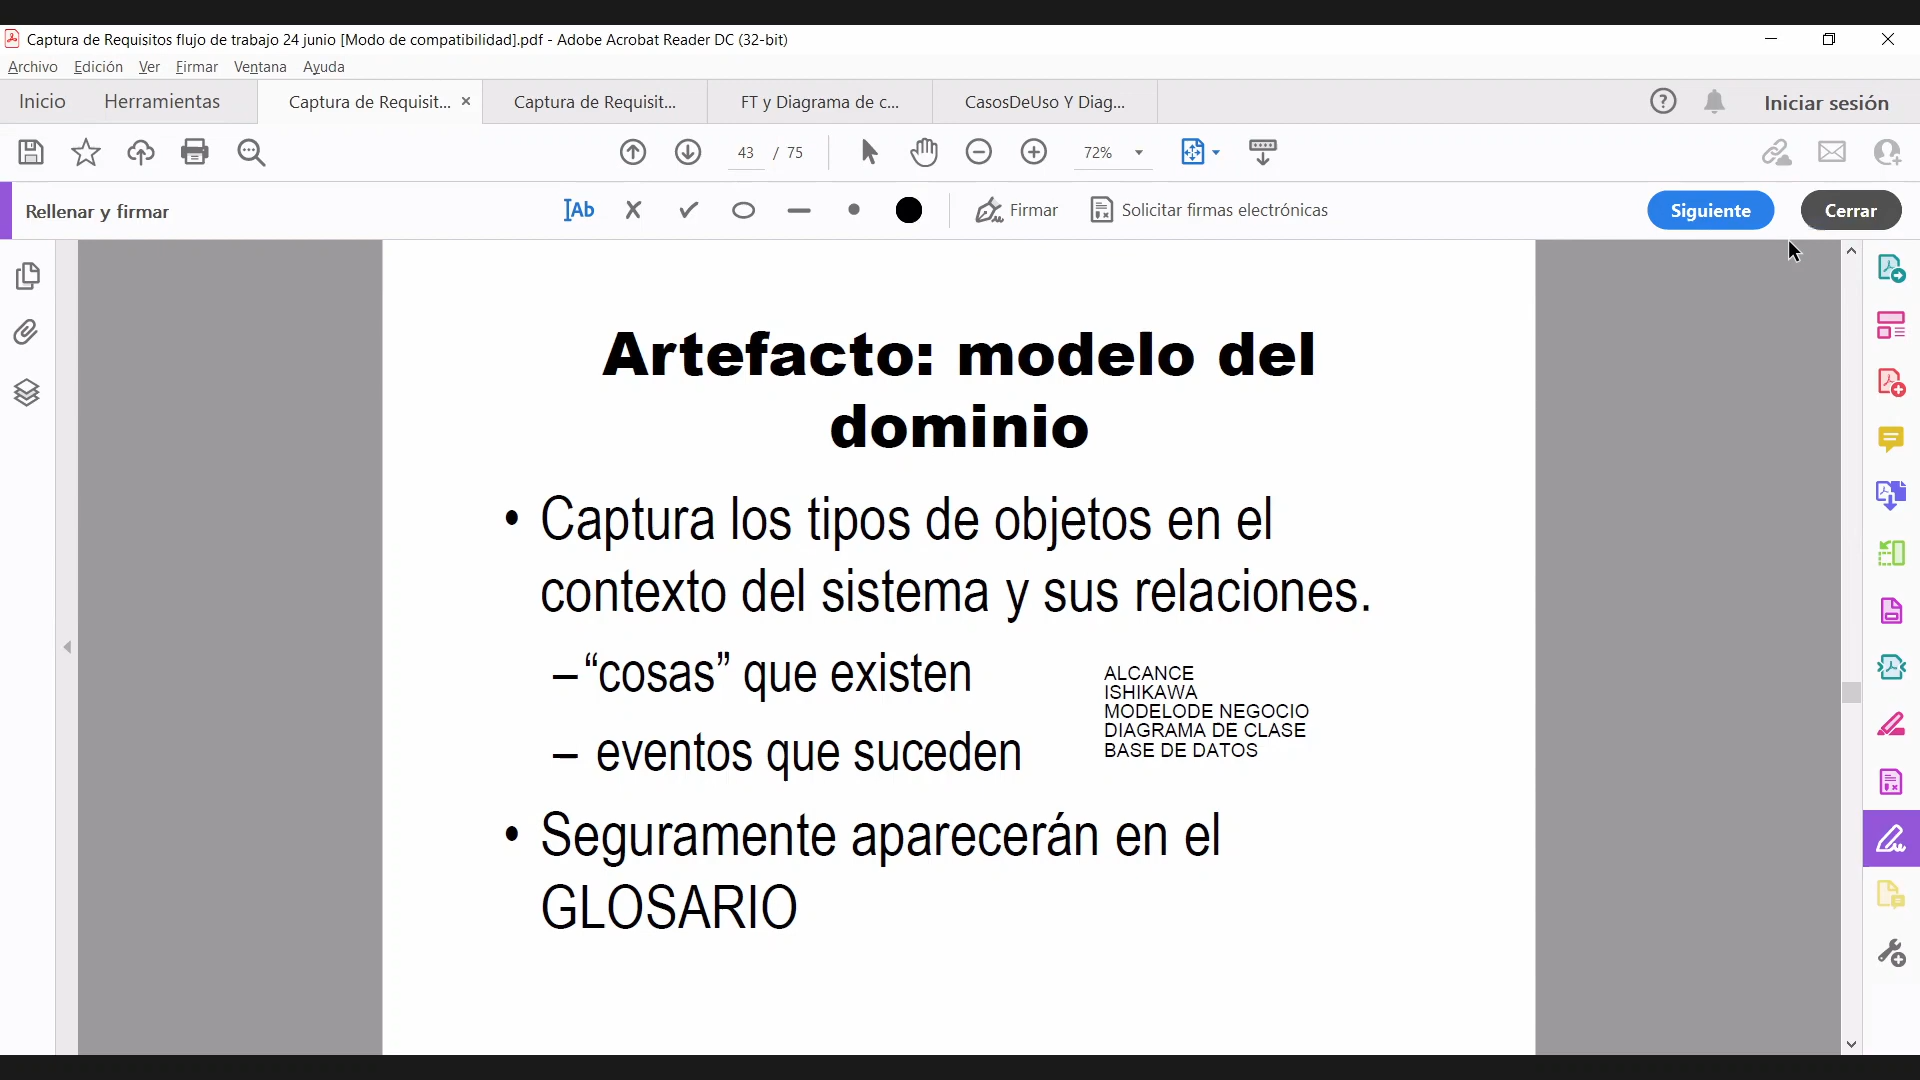 Captura de Requisitos flujo de trabajo 24 junio [Modo de compatibilidad].pdf - Adobe Acrobat Reader DC (32-bit)
Archivo Edición Ver Firmar Ventana Ayuda
Inicio Herramientas Captura de Requisit... × Captura de Requisit... FT y Diagrama de c... CasosDeUso Y Diag... ? Iniciar sesión
43 / 75 72%
Rellenar y firmar Ab Firmar Solicitar firmas electrónicas Siguiente Cerrar
Artefacto: modelo del
dominio
• Captura los tipos de objetos en el
contexto del sistema y sus relaciones.
–“cosas” que existen
– eventos que suceden
ALCANCE
ISHIKAWA
MODELODE NEGOCIO
DIAGRAMA DE CLASE
BASE DE DATOS
• Seguramente aparecerán en el
GLOSARIO